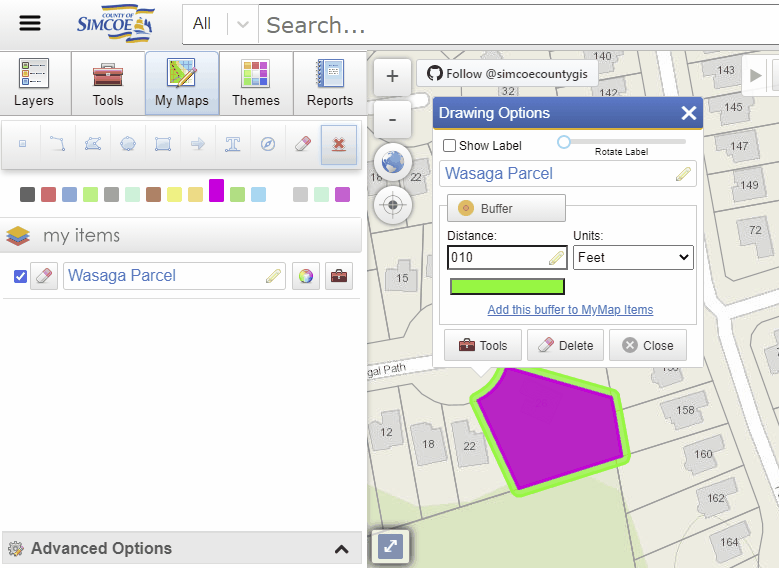 COUNTY OF
SIMCOE
All
Search...
Layers
Tools
My Maps
Themes
Reports
my items
Wasaga Parcel
Advanced Options
+
-
Follow @simcoecountygis
Drawing Options
Show Label
Rotate Label
Wasaga Parcel
Buffer
Distance:
Units:
010
Feet
Add this buffer to MyMap Items
Tools
Delete
Close
140
32
143
145
147
149
72
22
15
gal Path
12
18
22
158
160
162
164